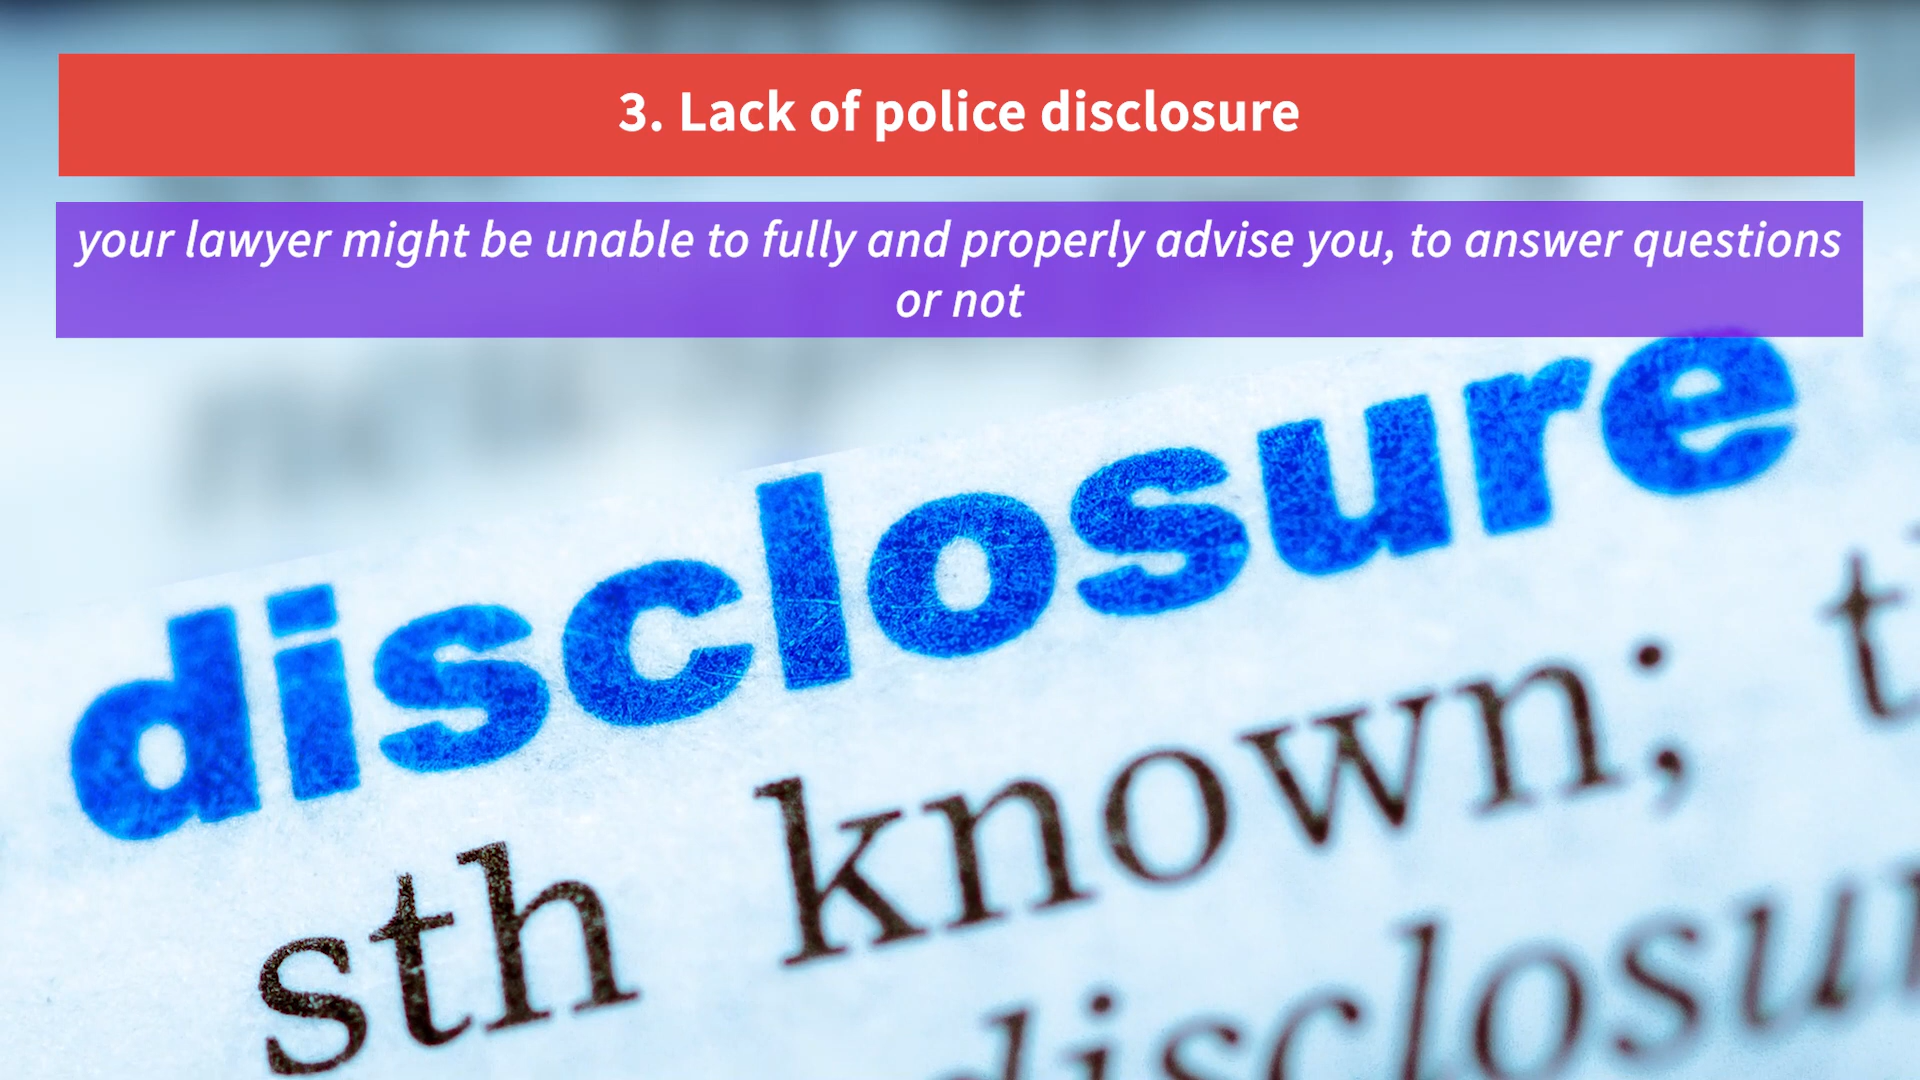 3. Lack of police disclosure
your lawyer might be unable to fully and properly advise you, to answer questions
or not
disclosure
sth known; t
disclosur